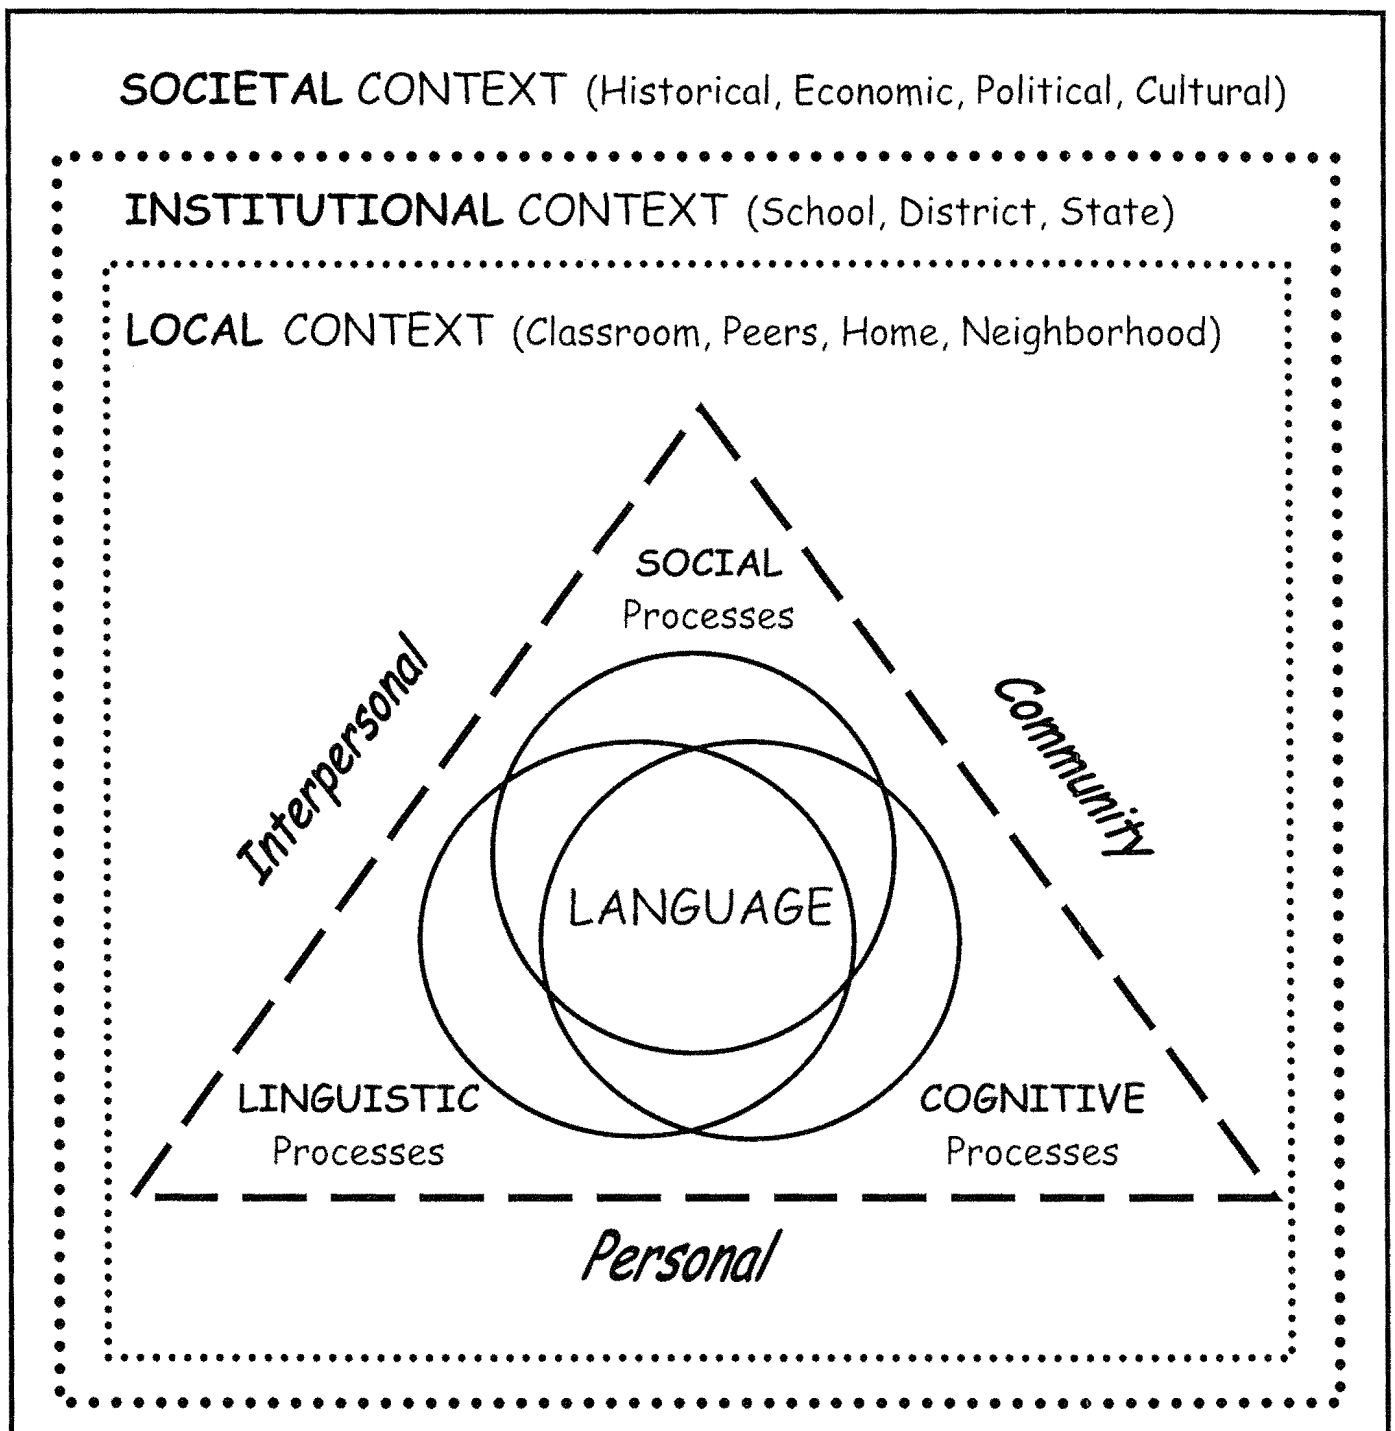 SOCIETAL CONTEXT (Historical, Economic, Political, Cultural)
INSTITUTIONAL CONTEXT (School, District, State)
LOCAL CONTEXT (Classroom, Peers, Home, Neighborhood)
SOCIAL
Processes
Interpersonal
Community
LANGUAGE
LINGUISTIC
Processes
COGNITIVE
Processes
Personal